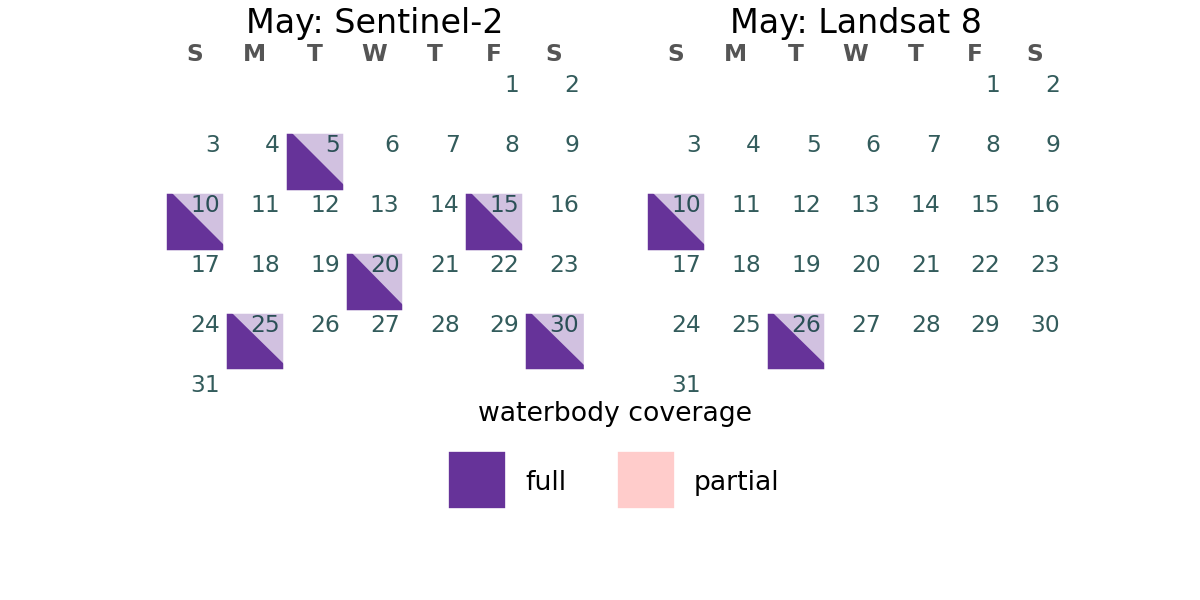 May: Sentinel-2
S M T W T F S
1 2
3 4 5 6 7 8 9
10 11 12 13 14 15 16
17 18 19 20 21 22 23
24 25 26 27 28 29 30
31
May: Landsat 8
S M T W T F S
1 2
3 4 5 6 7 8 9
10 11 12 13 14 15 16
17 18 19 20 21 22 23
24 25 26 27 28 29 30
31
waterbody coverage
full
partial